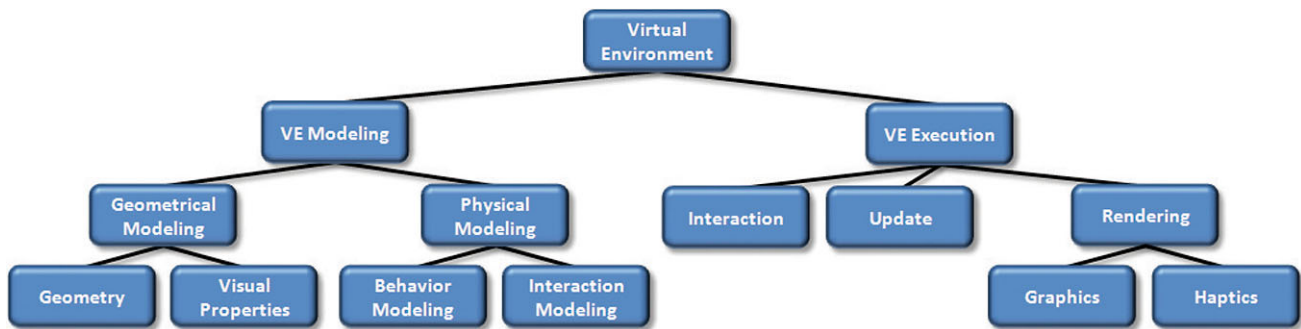 Virtual
Environment
VE Modeling
VE Execution
Geometrical
Modeling
Physical
Modeling
Interaction
Update
Rendering
Geometry
Visual
Properties
Behavior
Modeling
Interaction
Modeling
Graphics
Haptics